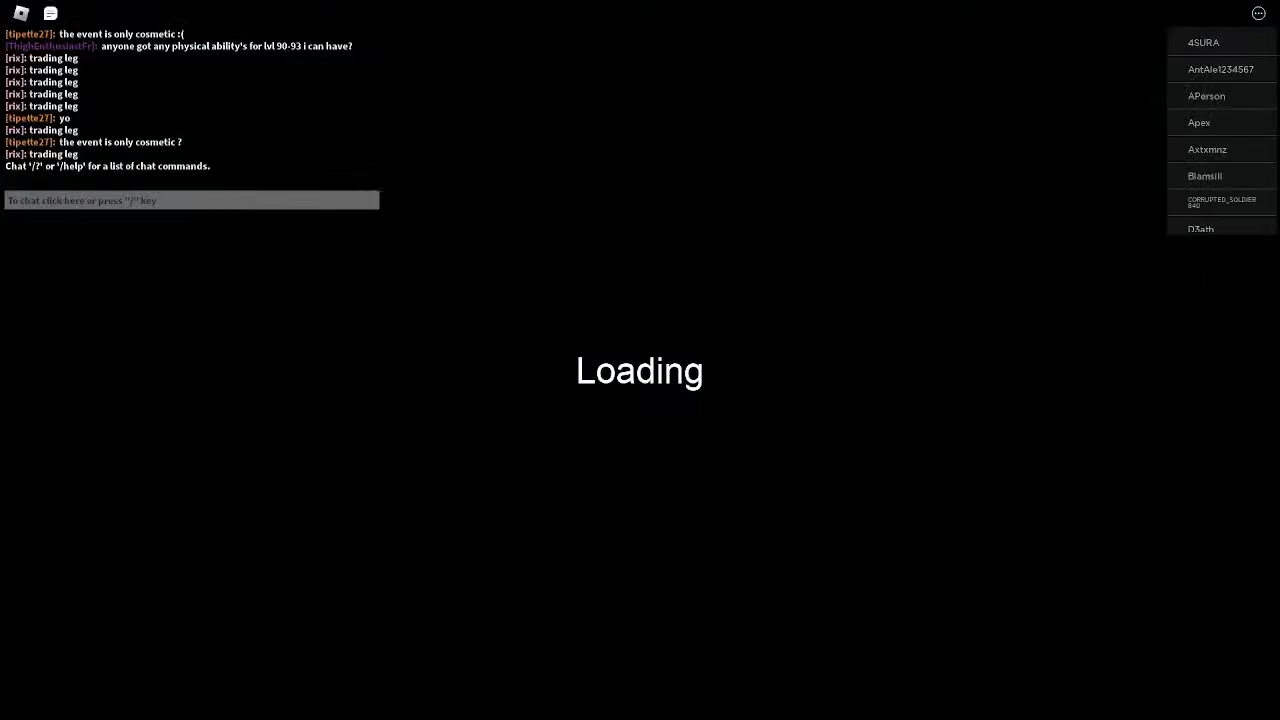 [tipette27]: the event is only cosmetic :(
[ThighEnthusiastFr]: anyone got any physical ability's for lvl 90-93 i can have?
[rix]: trading leg
[rix]: trading leg
[rix]: trading leg
[rix]: trading leg
[rix]: trading leg
[tipette27]: yo
[rix]: trading leg
[tipette27]: the event is only cosmetic ?
[rix]: trading leg
Chat '/?' or '/help' for a list of chat commands.
To chat click here or press "/" key
4SURA
AntAle1234567
APerson
Apex
Axtxmnz
Blamsill
CORRUPTED_SOLDIER
840
D3ath
Loading